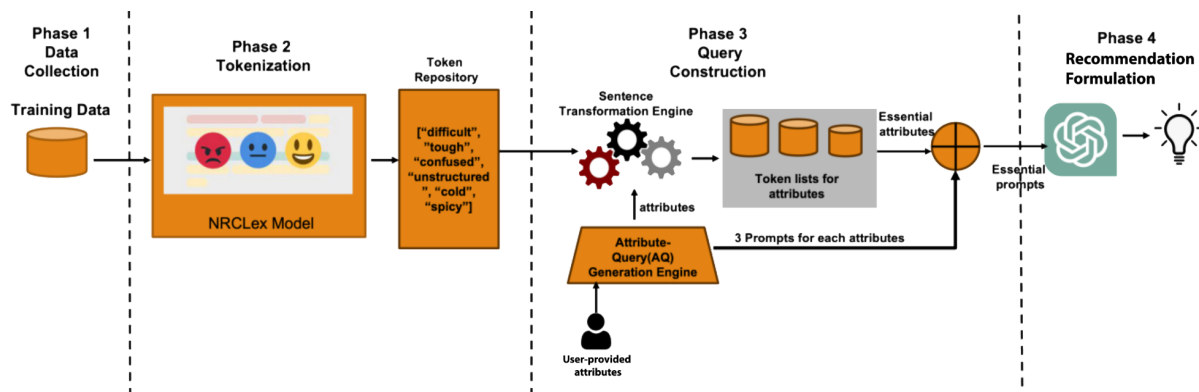 Phase 1
Data
Collection
Training Data
Phase 2
Tokenization
NRCLex Model
Token
Repository
["difficult",
"tough",
"confused",
"unstructured
", "cold",
"spicy"]
Phase 3
Query
Construction
Sentence
Transformation Engine
attributes
Token lists for
attributes
Essential
attributes
Attribute-
Query(AQ)
Generation Engine
3 Prompts for each attributes
User-provided
attributes
Phase 4
Recommendation
Formulation
Essential
prompts